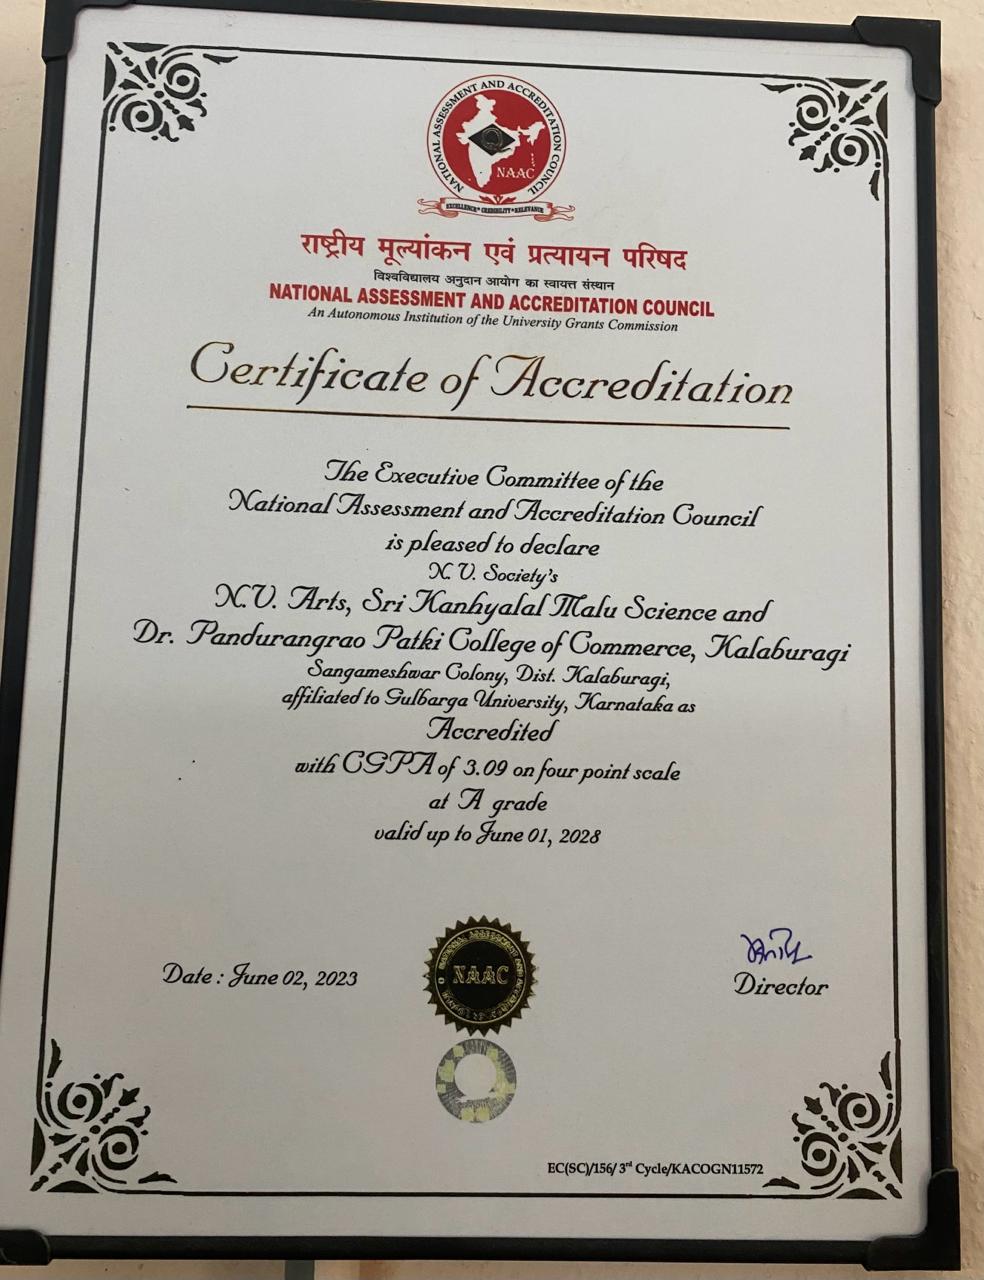 NATIONAL ASSESSMENT AND ACCREDITATION COUNCIL
NAAC
EXCELLENCE * CREDIBILITY * RELEVANCE
राष्ट्रीय मूल्यांकन एवं प्रत्यायन परिषद
विश्वविद्यालय अनुदान आयोग का स्वायत्त संस्थान
NATIONAL ASSESSMENT AND ACCREDITATION COUNCIL
An Autonomous Institution of the University Grants Commission
Certificate of Accreditation
The Executive Committee of the
National Assessment and Accreditation Council
is pleased to declare
N. V. Society's
N.V. Arts, Sri Kanhyalal Malu Science and
Dr. Pandurangrao Patki College of Commerce, Kalaburagi
Sangameshwar Colony, Dist. Kalaburagi,
affiliated to Gulbarga University, Karnataka as
Accredited
with CGPA of 3.09 on four point scale
at A grade
valid up to June 01, 2028
Date : June 02, 2023
NAAC
Director
EC(SC)/156/ 3rd Cycle/KACOGN11572